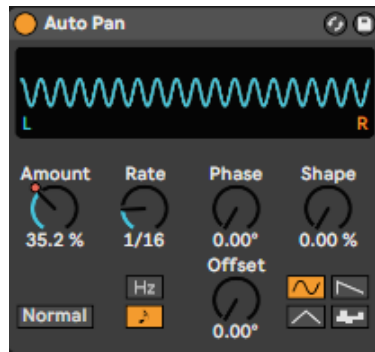 Auto Pan
L
R
Amount Rate Phase Shape
35.2 % 1/16 0.00° 0.00 %
Hz
Offset
Normal
0.00°